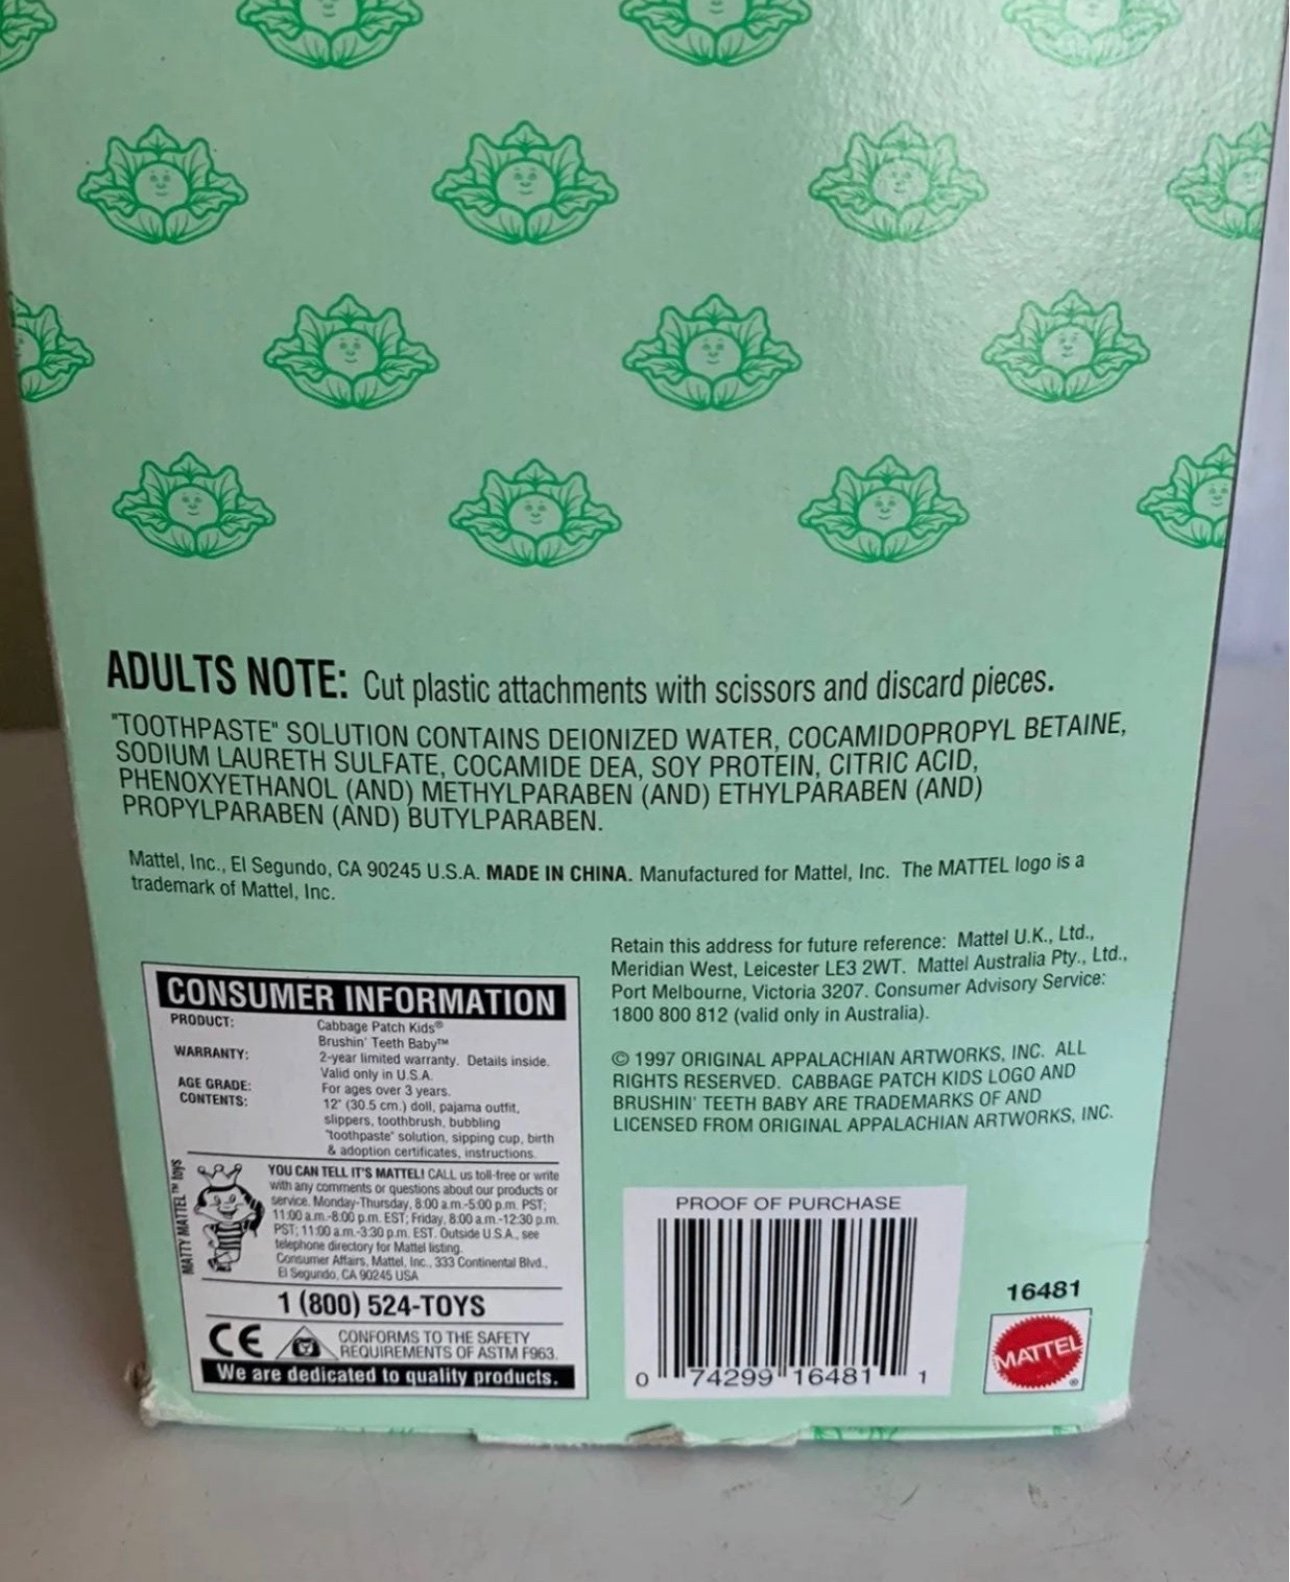 ADULTS NOTE: Cut plastic attachments with scissors and discard pieces.
"TOOTHPASTE" SOLUTION CONTAINS DEIONIZED WATER, COCAMIDOPROPYL BETAINE,
SODIUM LAURETH SULFATE, COCAMIDE DEA, SOY PROTEIN, CITRIC ACID,
PHENOXYETHANOL (AND) METHYLPARABEN (AND) ETHYLPARABEN (AND)
PROPYLPARABEN (AND) BUTYLPARABEN.
Mattel, Inc., El Segundo, CA 90245 U.S.A. MADE IN CHINA. Manufactured for Mattel, Inc. The MATTEL logo is a
trademark of Mattel, Inc.
CONSUMER INFORMATION
PRODUCT: Cabbage Patch Kids®
Brushin' Teeth Baby™
WARRANTY: 2-year limited warranty. Details inside.
Valid only in U.S.A.
AGE GRADE: For ages over 3 years.
CONTENTS: 12" (30.5 cm.) doll, pajama outfit,
slippers, toothbrush, bubbling
"toothpaste" solution, sipping cup, birth
& adoption certificates, instructions.
MATTY MATTEL™ toys
YOU CAN TELL IT'S MATTEL! CALL us toll-free or write
with any comments or questions about our products or
service. Monday-Thursday, 8:00 a.m.-5:00 p.m. PST;
11:00 a.m.-8:00 p.m. EST; Friday, 8:00 a.m.-12:30 p.m.
PST; 11:00 a.m.-3:30 p.m. EST. Outside U.S.A., see
telephone directory for Mattel listing.
Consumer Affairs, Mattel, Inc., 333 Continental Blvd.,
El Segundo, CA 90245 USA
1 (800) 524-TOYS
CE
CONFORMS TO THE SAFETY
REQUIREMENTS OF ASTM F963.
We are dedicated to quality products.
Retain this address for future reference: Mattel U.K., Ltd.,
Meridian West, Leicester LE3 2WT. Mattel Australia Pty., Ltd.,
Port Melbourne, Victoria 3207. Consumer Advisory Service:
1800 800 812 (valid only in Australia).
© 1997 ORIGINAL APPALACHIAN ARTWORKS, INC. ALL
RIGHTS RESERVED. CABBAGE PATCH KIDS LOGO AND
BRUSHIN' TEETH BABY ARE TRADEMARKS OF AND
LICENSED FROM ORIGINAL APPALACHIAN ARTWORKS, INC.
PROOF OF PURCHASE
0 74299 16481 1
16481
MATTEL®